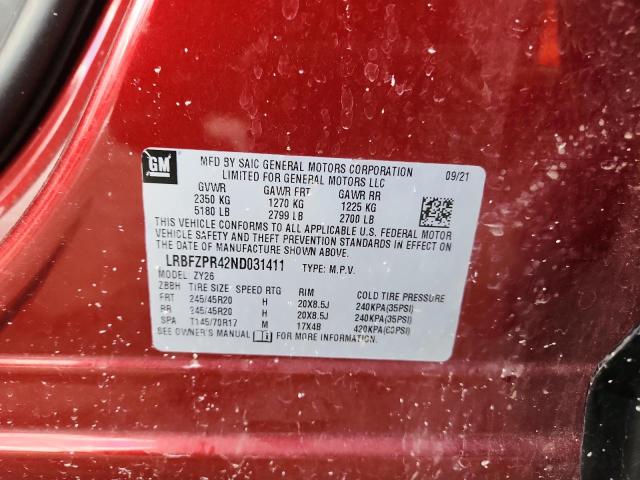 GM
MFD BY SAIC GENERAL MOTORS CORPORATION 09/21
LIMITED FOR GENERAL MOTORS LLC
GVWR GAWR FRT GAWR RR
2350 KG 1270 KG 1225 KG
5180 LB 2799 LB 2700 LB
THIS VEHICLE CONFORMS TO ALL APPLICABLE U.S. FEDERAL MOTOR
VEHICLE SAFETY AND THEFT PREVENTION STANDARDS IN EFFECT ON
THE DATE OF MANUFACTURE SHOWN ABOVE.
LRBFZPR42ND031411 TYPE: M.P.V.
MODEL: ZY26
ZBBH TIRE SIZE SPEED RTG RIM COLD TIRE PRESSURE
FRT 245/45R20 H 20X8.5J 240KPA(35PSI)
RR 245/45R20 H 20X8.5J 240KPA(35PSI)
SPA T145/70R17 M 17X4B 420KPA(60PSI)
SEE OWNER'S MANUAL FOR MORE INFORMATION.